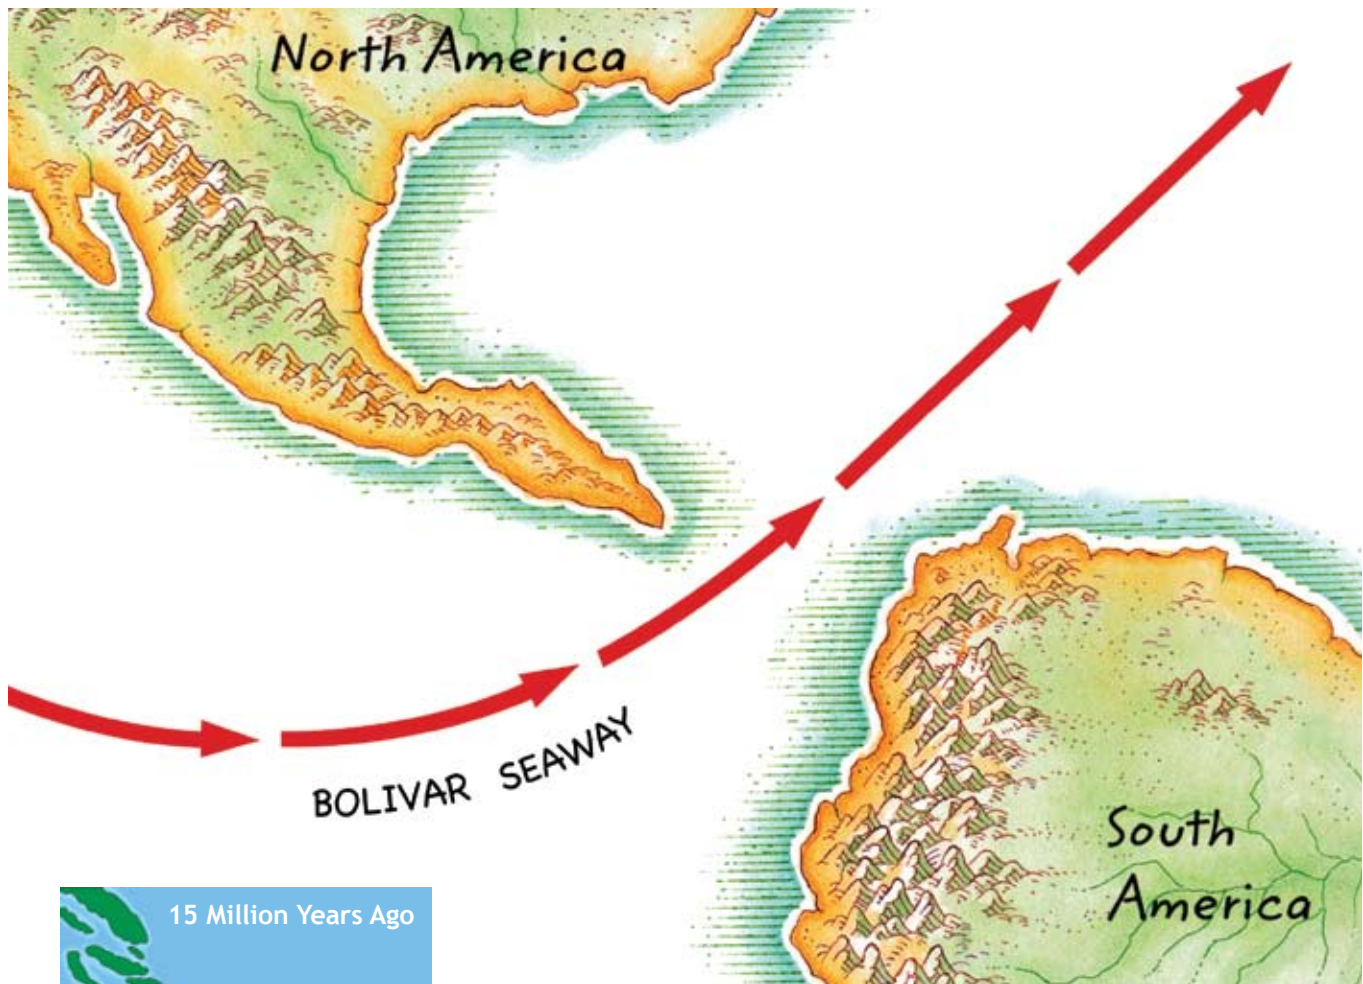 North America
BOLIVAR SEAWAY
South
America
15 Million Years Ago